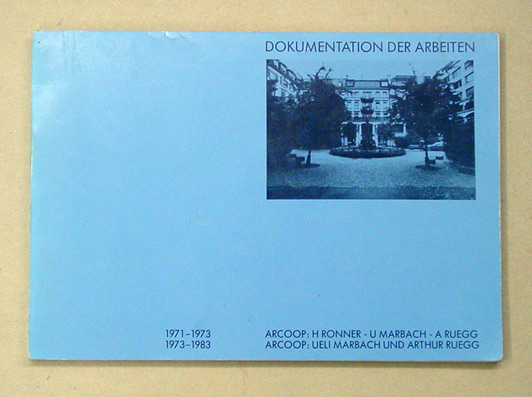 DOKUMENTATION DER ARBEITEN
1971–1973 ARCOOP: H RONNER - U MARBACH - A RUEGG
1973–1983 ARCOOP: UELI MARBACH UND ARTHUR RUEGG